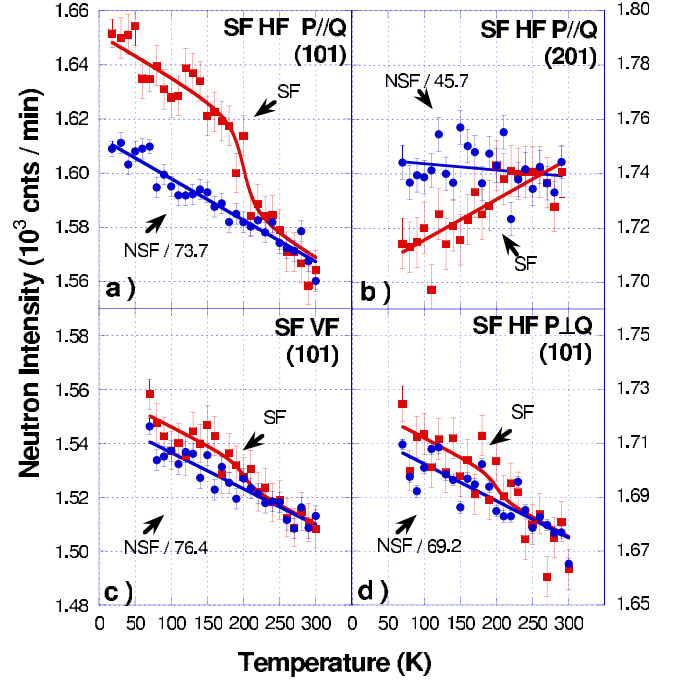 SF HF P//Q
(101)
SF
NSF / 73.7
a )
1.66
1.64
1.62
1.60
1.58
1.56
SF HF P//Q
(201)
NSF / 45.7
SF
b )
1.80
1.78
1.76
1.74
1.72
1.70
SF VF
(101)
SF
NSF / 76.4
c )
1.58
1.56
1.54
1.52
1.50
1.48
SF HF P⊥Q
(101)
SF
NSF / 69.2
d )
1.75
1.73
1.71
1.69
1.67
1.65
0 50 100 150 200 250 300
0 50 100 150 200 250 300
Neutron Intensity (10³ cnts / min)
Temperature (K)